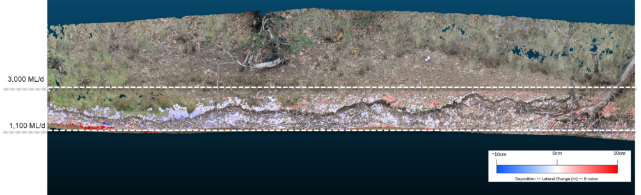 3,000 ML/d
1,100 ML/d
-10cm 0cm 10cm
Deposition — Lateral Change (m) — Erosion